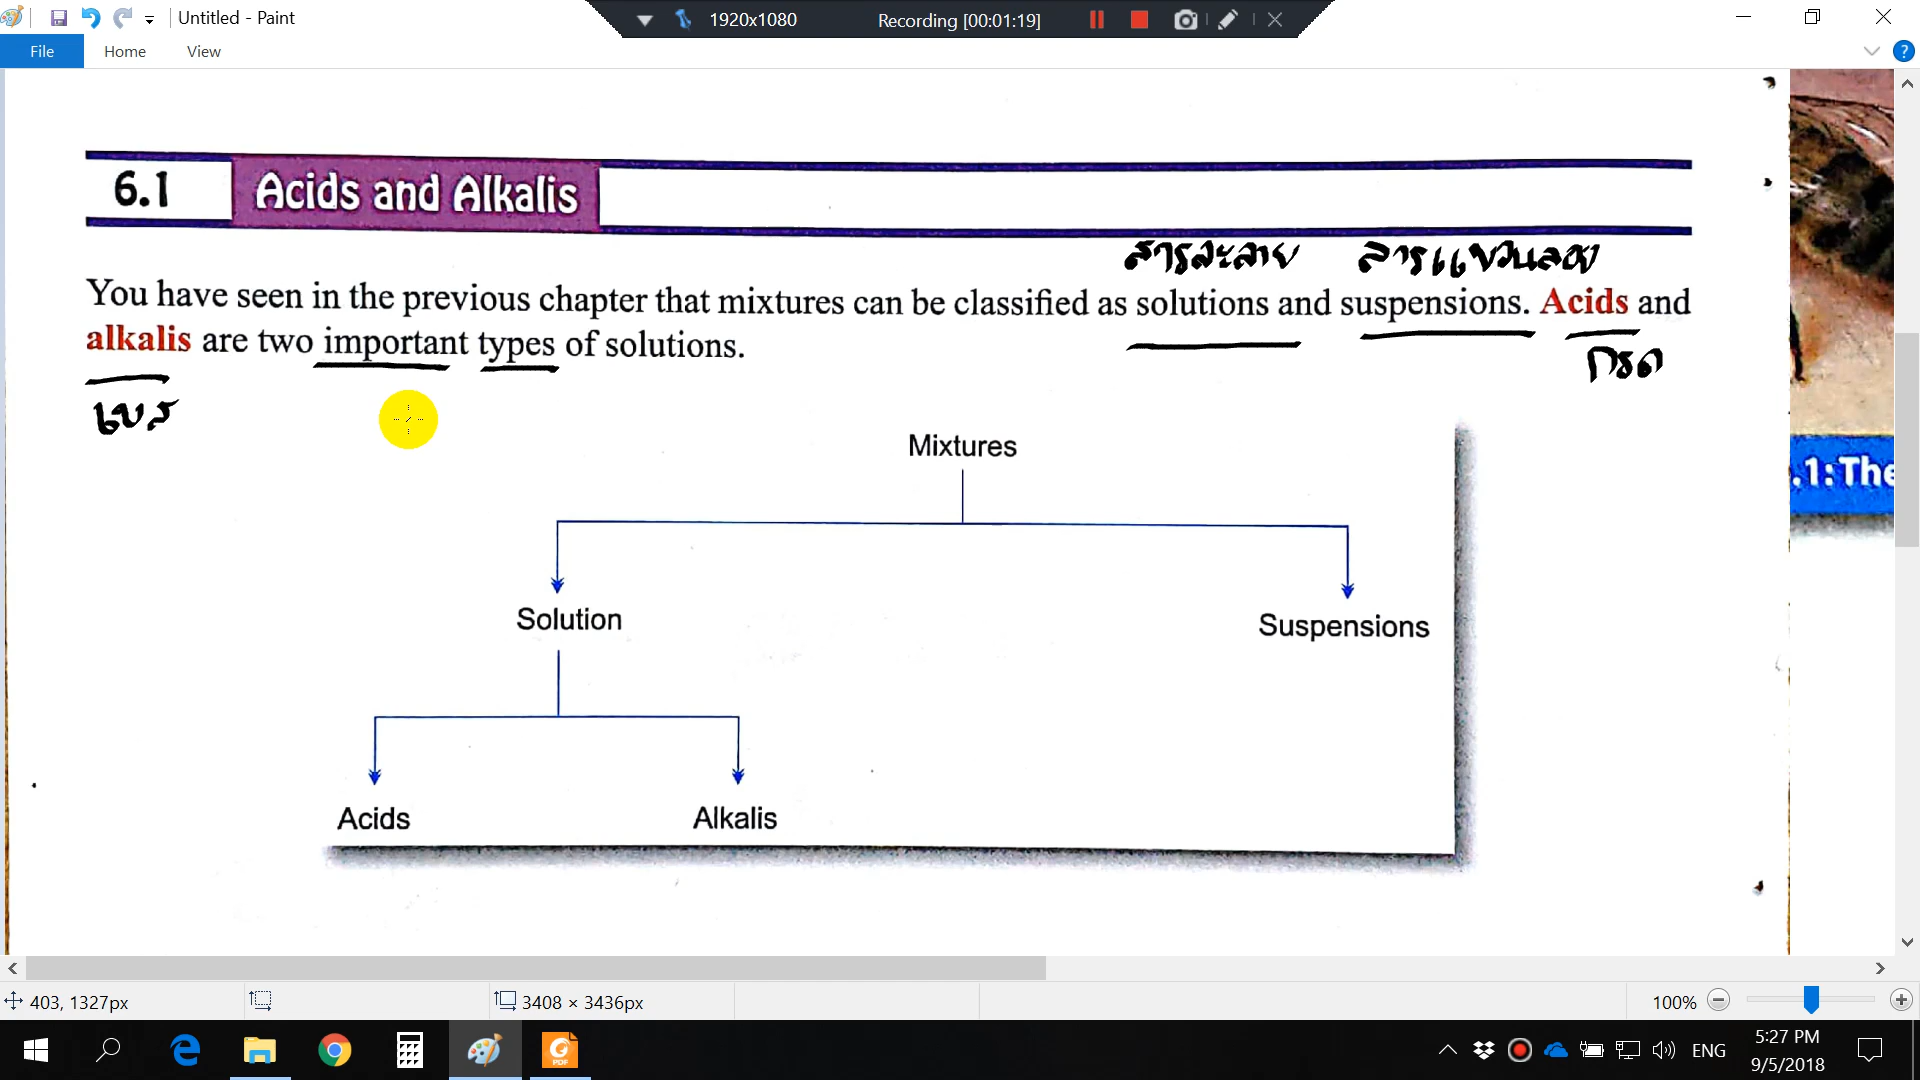 Untitled - Paint
1920x1080
Recording [00:01:19]
File
Home
View
6.1
Acids and Alkalis
สารละลาย
สารแขวนลอย
You have seen in the previous chapter that mixtures can be classified as solutions and suspensions. Acids and
alkalis are two important types of solutions.
กรด
เบส
Mixtures
.1: The
Solution
Suspensions
Acids
Alkalis
403, 1327px
3408 × 3436px
100%
PDF
ENG
5:27 PM
9/5/2018